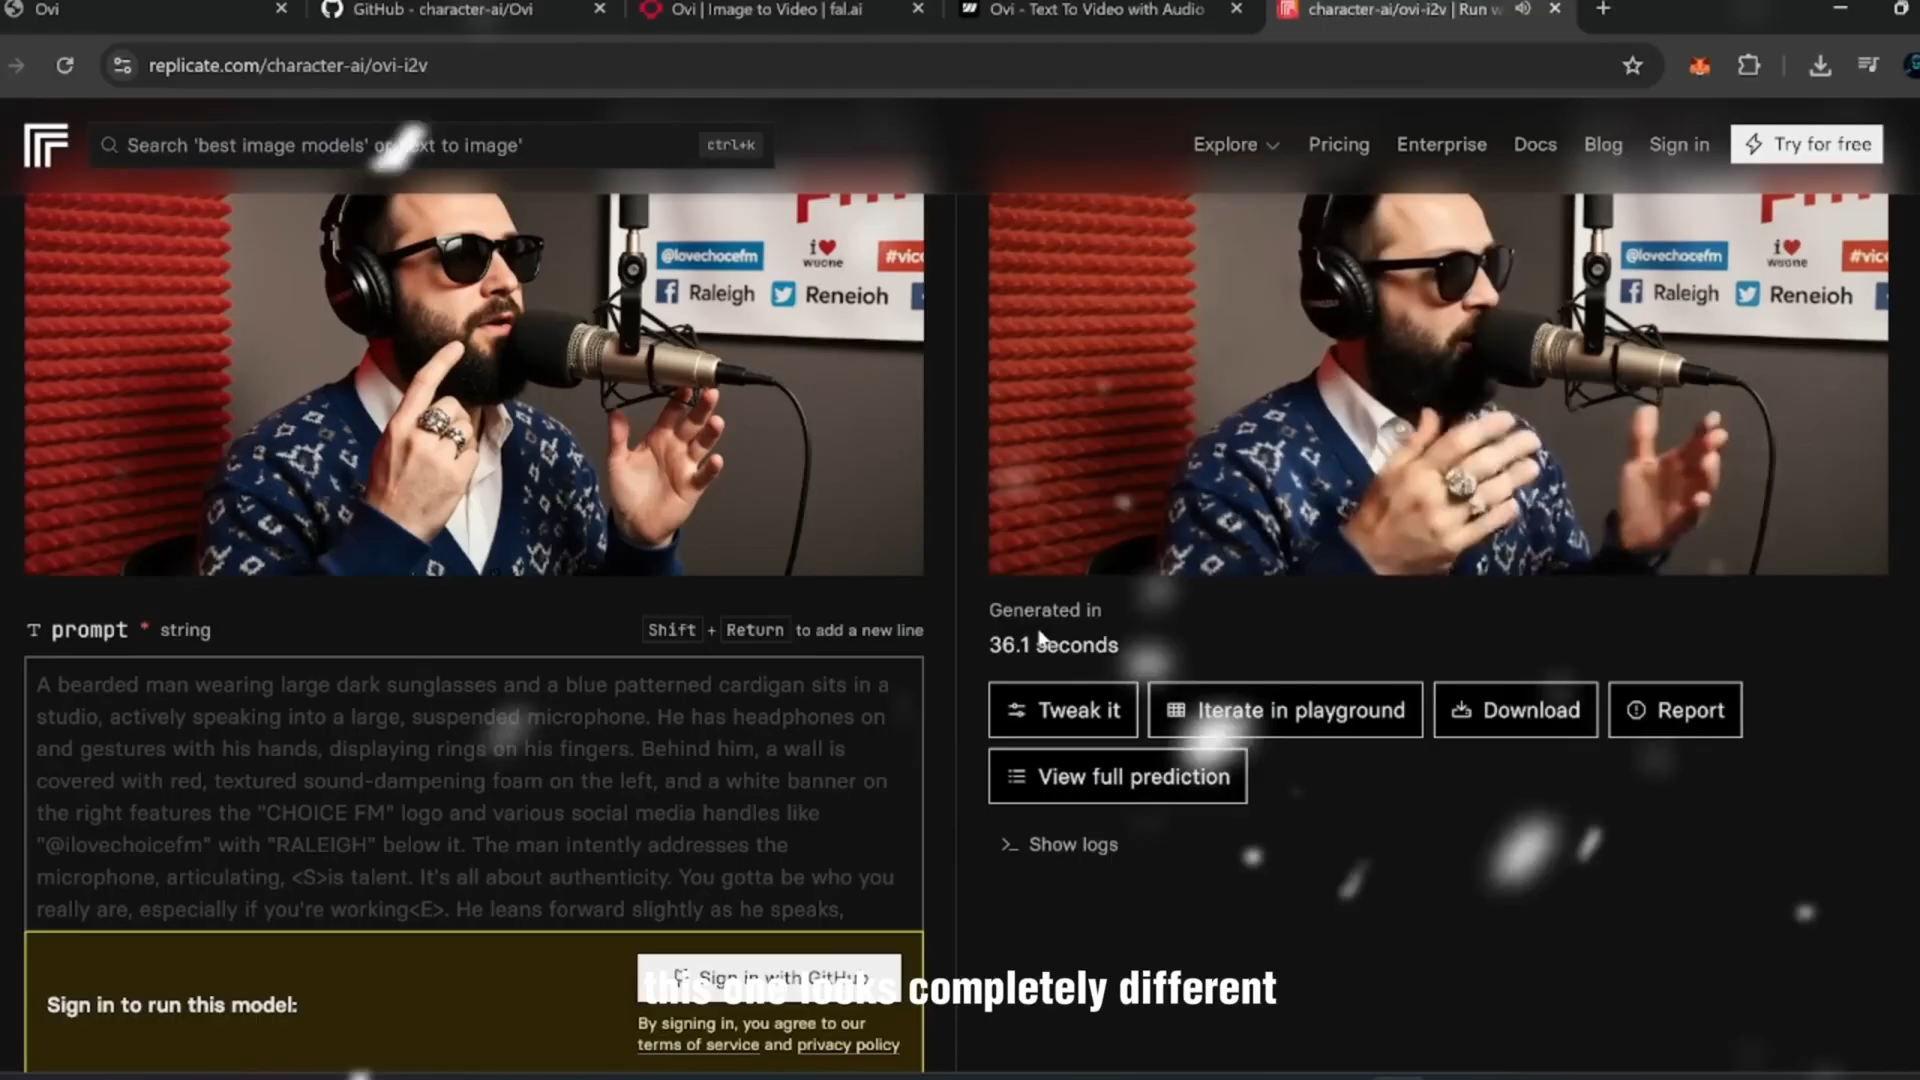 Ovi
GitHub - character-ai/Ovi
Ovi | Image to Video | fal.ai
Ovi - Text To Video with Audio
character-ai/ovi-i2v | Run w
replicate.com/character-ai/ovi-i2v
Search 'best image models' or text to image'
ctrl+k
Explore
Pricing
Enterprise
Docs
Blog
Sign in
Try for free
@lovechocefm
i
wuone
#vic
Raleigh
Reneioh
@lovechocefm
i
#vic
Raleigh
Reneioh
prompt * string
Shift + Return to add a new line
A bearded man wearing large dark sunglasses and a blue patterned cardigan sits in a
studio, actively speaking into a large, suspended microphone. He has headphones on
and gestures with his hands, displaying rings on his fingers. Behind him, a wall is
covered with red, textured sound-dampening foam on the left, and a white banner on
the right features the "CHOICE FM" logo and various social media handles like
"@ilovechoicefm" with "RALEIGH" below it. The man intently addresses the
microphone, articulating, <S>is talent. It's all about authenticity. You gotta be who you
really are, especially if you're working<E>. He leans forward slightly as he speaks,
Sign in to run this model:
Sign in with GitHub
By signing in, you agree to our
terms of service and privacy policy
Generated in
36.1 seconds
Tweak it
Iterate in playground
Download
Report
View full prediction
Show logs
this one looks completely different